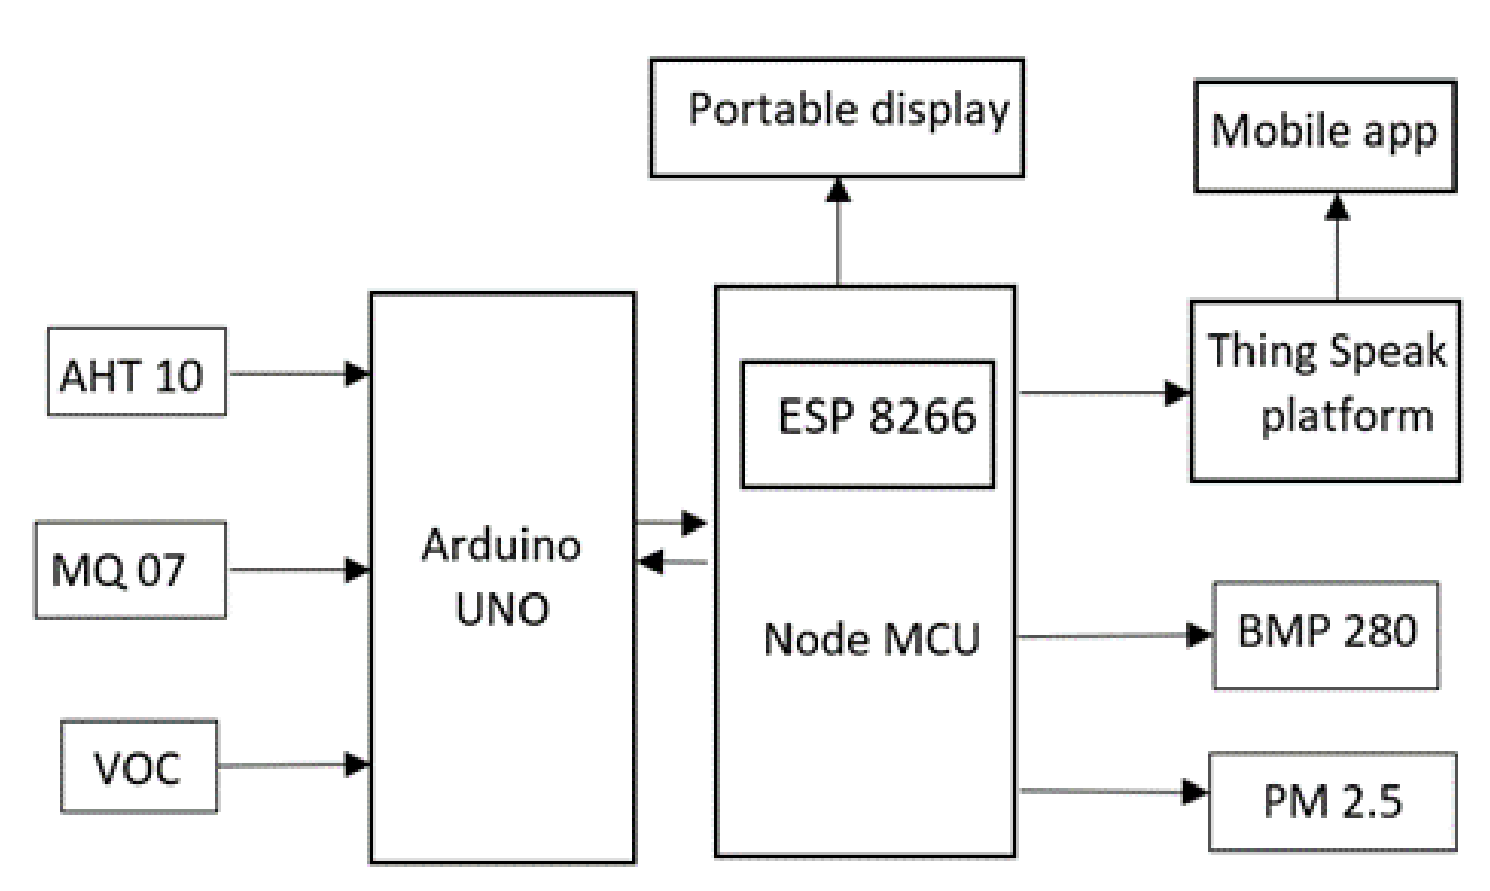 Portable display
Mobile app
AHT 10
MQ 07
VOC
Arduino
UNO
ESP 8266
Node MCU
Thing Speak
platform
BMP 280
PM 2.5